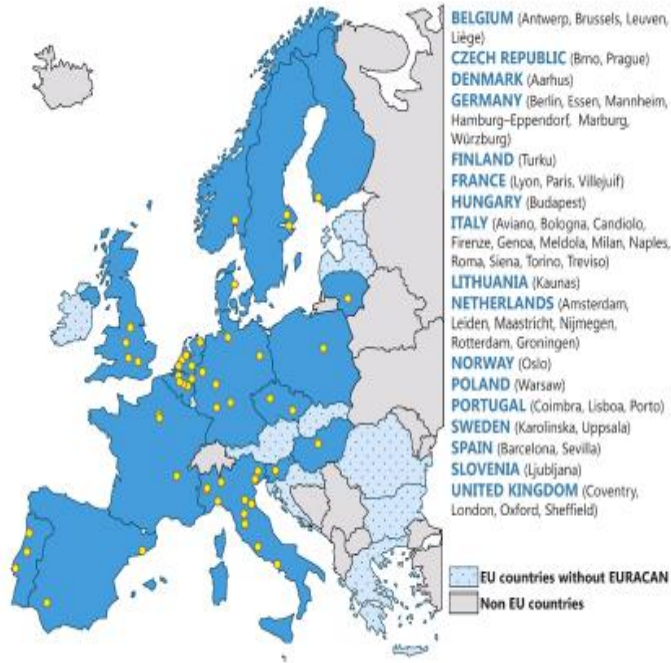 BELGIUM (Antwerp, Brussels, Leuven,
Liège)
CZECH REPUBLIC (Brno, Prague)
DENMARK (Aarhus)
GERMANY (Berlin, Essen, Mannheim,
Hamburg–Eppendorf, Marburg,
Würzburg)
FINLAND (Turku)
FRANCE (Lyon, Paris, Villejuif)
HUNGARY (Budapest)
ITALY (Aviano, Bologna, Candiolo,
Firenze, Genoa, Meldola, Milan, Naples,
Roma, Siena, Torino, Treviso)
LITHUANIA (Kaunas)
NETHERLANDS (Amsterdam,
Leiden, Maastricht, Nijmegen,
Rotterdam, Groningen)
NORWAY (Oslo)
POLAND (Warsaw)
PORTUGAL (Coimbra, Lisboa, Porto)
SWEDEN (Karolinska, Uppsala)
SPAIN (Barcelona, Sevilla)
SLOVENIA (Ljubljana)
UNITED KINGDOM (Coventry,
London, Oxford, Sheffield)
EU countries without EURACAN
Non EU countries